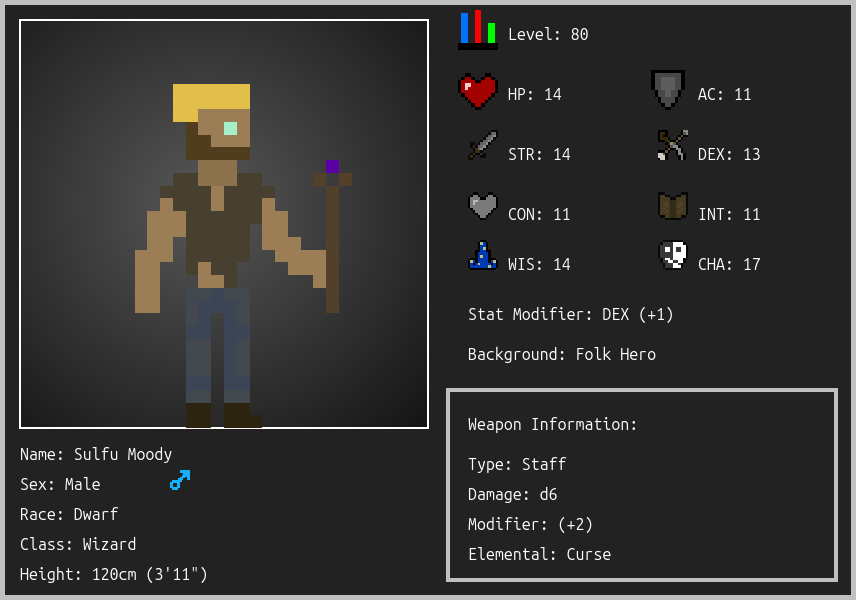 Level: 80
HP: 14
AC: 11
STR: 14
DEX: 13
CON: 11
INT: 11
WIS: 14
CHA: 17
Stat Modifier: DEX (+1)
Background: Folk Hero
Weapon Information:
Type: Staff
Damage: d6
Modifier: (+2)
Elemental: Curse
Name: Sulfu Moody
Sex: Male
Race: Dwarf
Class: Wizard
Height: 120cm (3'11")